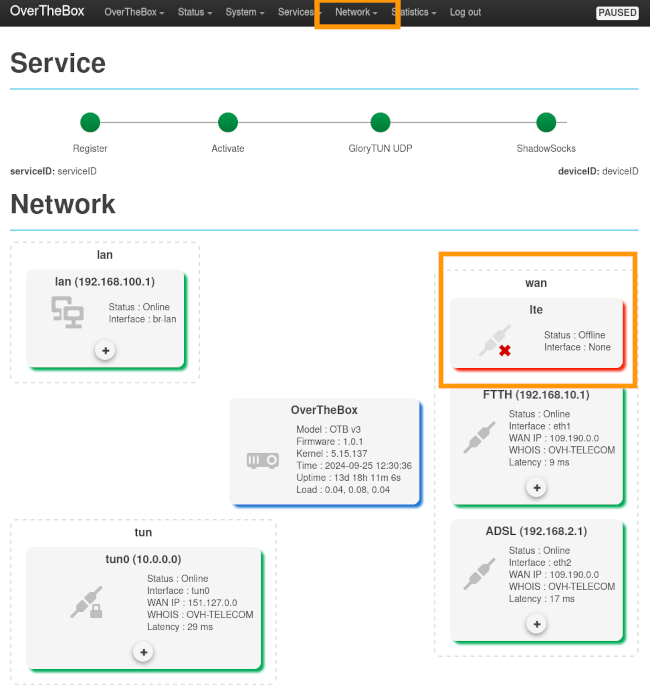 OverTheBox OverTheBox Status System Services Network Statistics Log out PAUSED
Service
Register Activate GloryTUN UDP ShadowSocks
serviceID: serviceID deviceID: deviceID
Network
lan
lan (192.168.100.1)
Status : Online
Interface : br-lan
+
wan
lte
Status : Offline
Interface : None
FTTH (192.168.10.1)
Status : Online
Interface : eth1
WAN IP : 109.190.0.0
WHOIS : OVH-TELECOM
Latency : 9 ms
+
OverTheBox
Model : OTB v3
Firmware : 1.0.1
Kernel : 5.15.137
Time : 2024-09-25 12:30:36
Uptime : 13d 18h 11m 6s
Load : 0.04, 0.08, 0.04
tun
tun0 (10.0.0.0)
Status : Online
Interface : tun0
WAN IP : 151.127.0.0
WHOIS : OVH-TELECOM
Latency : 29 ms
+
ADSL (192.168.2.1)
Status : Online
Interface : eth2
WAN IP : 109.190.0.0
WHOIS : OVH-TELECOM
Latency : 17 ms
+